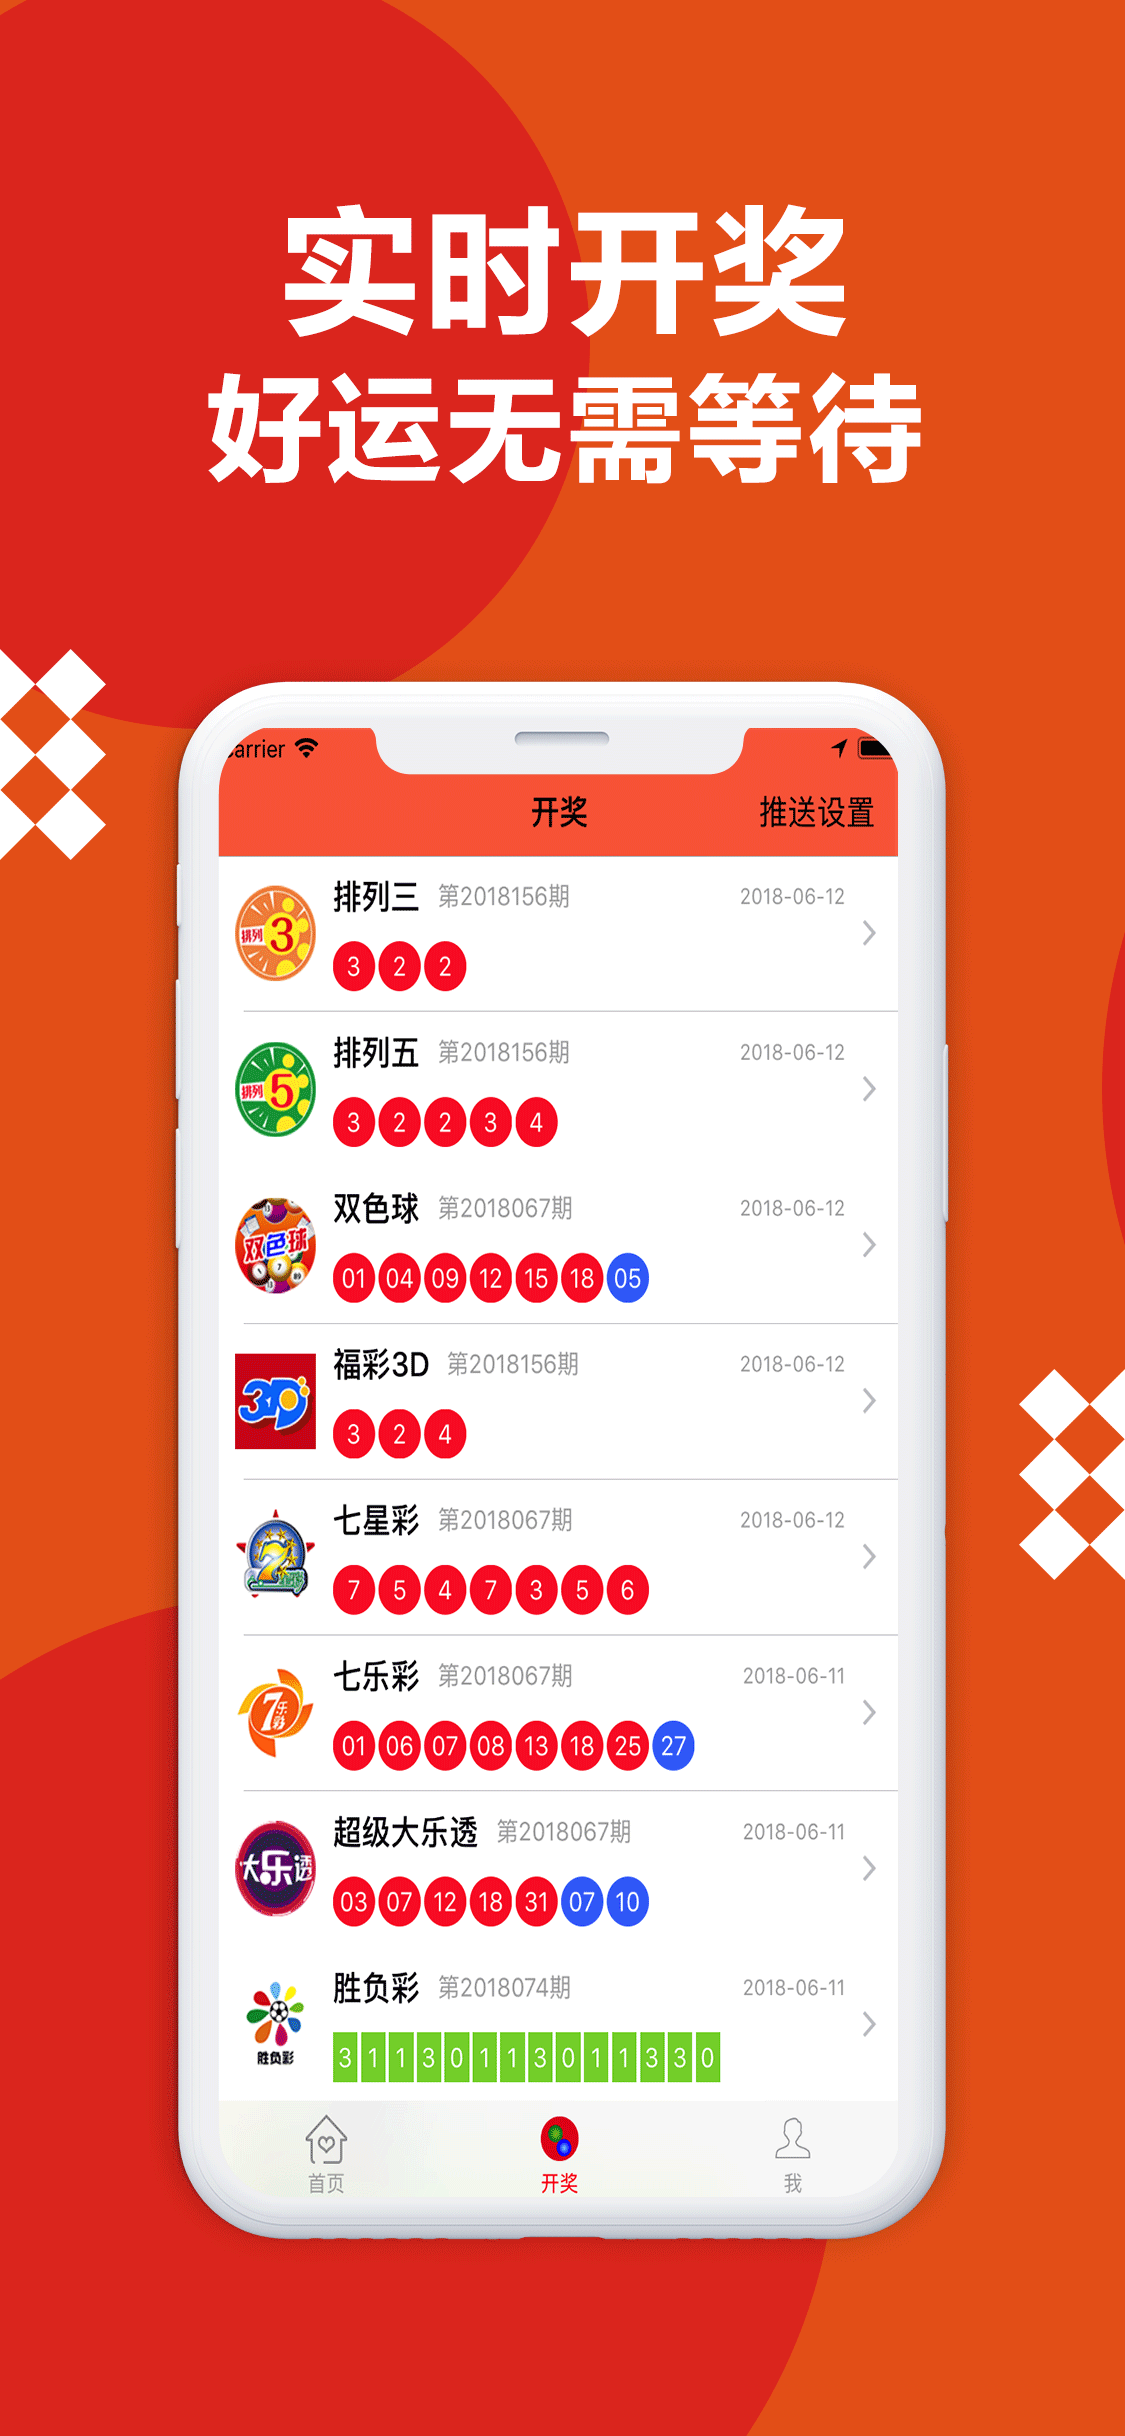 实时开奖
好运无需等待
arrier
开奖 推送设置
排列三 第2018156期 2018-06-12
排列 3
3 2 2
排列五 第2018156期 2018-06-12
排列 5
3 2 2 3 4
双色球 第2018067期 2018-06-12
双色球
01 04 09 12 15 18 05
福彩3D 第2018156期 2018-06-12
3D
3 2 4
七星彩 第2018067期 2018-06-12
7
7 5 4 7 3 5 6
七乐彩 第2018067期 2018-06-11
7乐彩
01 06 07 08 13 18 25 27
超级大乐透 第2018067期 2018-06-11
大乐透
03 07 12 18 31 07 10
胜负彩 第2018074期 2018-06-11
胜负彩
3 1 1 3 0 1 1 3 0 1 1 3 3 0
首页 开奖 我